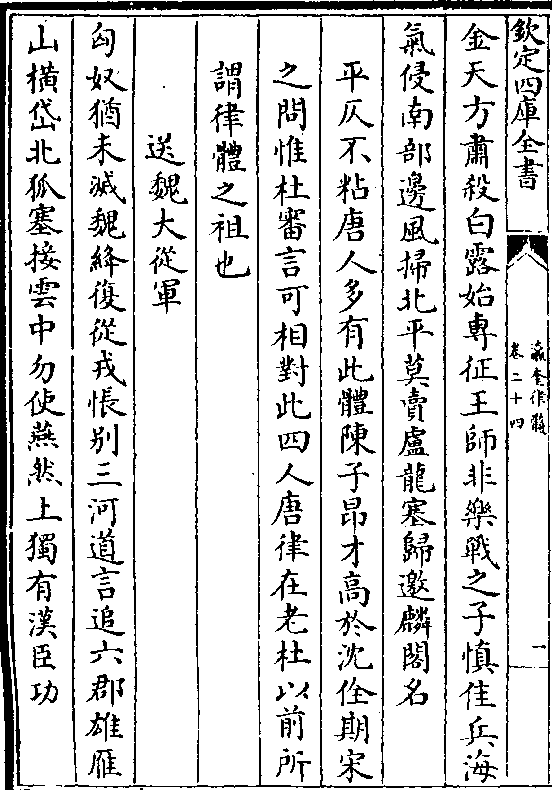 欽定四庫全書
瀛奎律髓
卷二十四
一
金天方肅殺白露始專征王師非樂戰之子慎佳兵海
氣侵南部邊風掃北平莫賣盧龍塞歸邀麟閣名
平仄不粘唐人多有此體陳子昂才高於沈佺期宋
之問惟杜審言可相對此四人唐律在老杜以前所
謂律體之祖也
送魏大從軍
匈奴猶未滅魏絳復從戎悵别三河道言追六郡雄雁
山橫岱北狐塞接雲中勿使燕然上獨有漢臣功